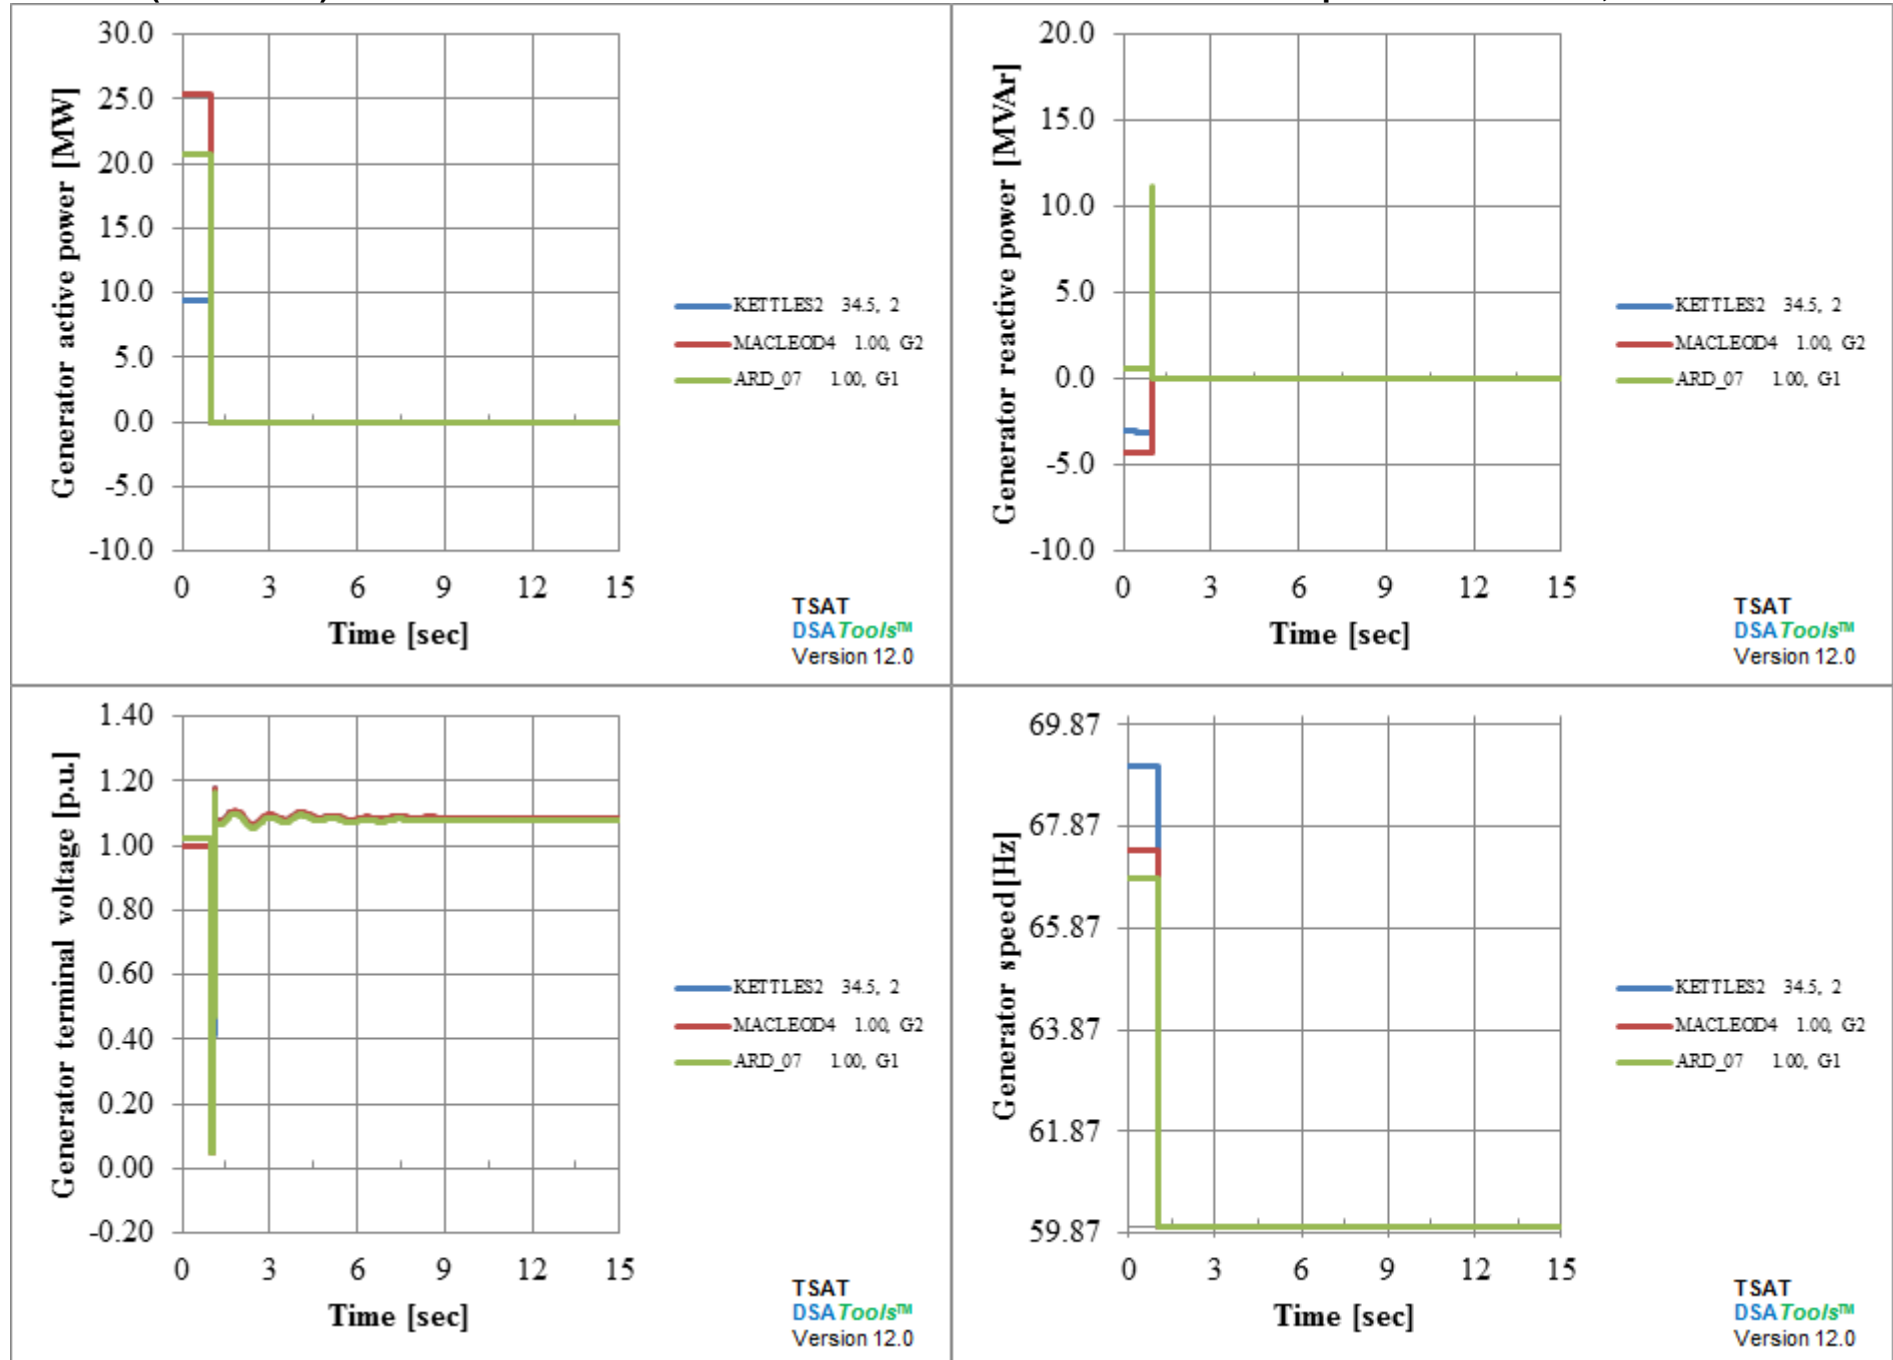 Generator active power [MW]
30.0
25.0
20.0
15.0
10.0
5.0
0.0
-5.0
-10.0
0 3 6 9 12 15
Time [sec]
KETTLES2 34.5, 2
MACLEOD4 1.00, G2
ARD_07 1.00, G1
TSAT
DSATools™
Version 12.0
Generator reactive power [MVAr]
20.0
15.0
10.0
5.0
0.0
-5.0
-10.0
0 3 6 9 12 15
Time [sec]
KETTLES2 34.5, 2
MACLEOD4 1.00, G2
ARD_07 1.00, G1
TSAT
DSATools™
Version 12.0
Generator terminal voltage [p.u.]
1.40
1.20
1.00
0.80
0.60
0.40
0.20
0.00
-0.20
0 3 6 9 12 15
Time [sec]
KETTLES2 34.5, 2
MACLEOD4 1.00, G2
ARD_07 1.00, G1
TSAT
DSATools™
Version 12.0
Generator speed[Hz]
69.87
67.87
65.87
63.87
61.87
59.87
0 3 6 9 12 15
Time [sec]
KETTLES2 34.5, 2
MACLEOD4 1.00, G2
ARD_07 1.00, G1
TSAT
DSATools™
Version 12.0